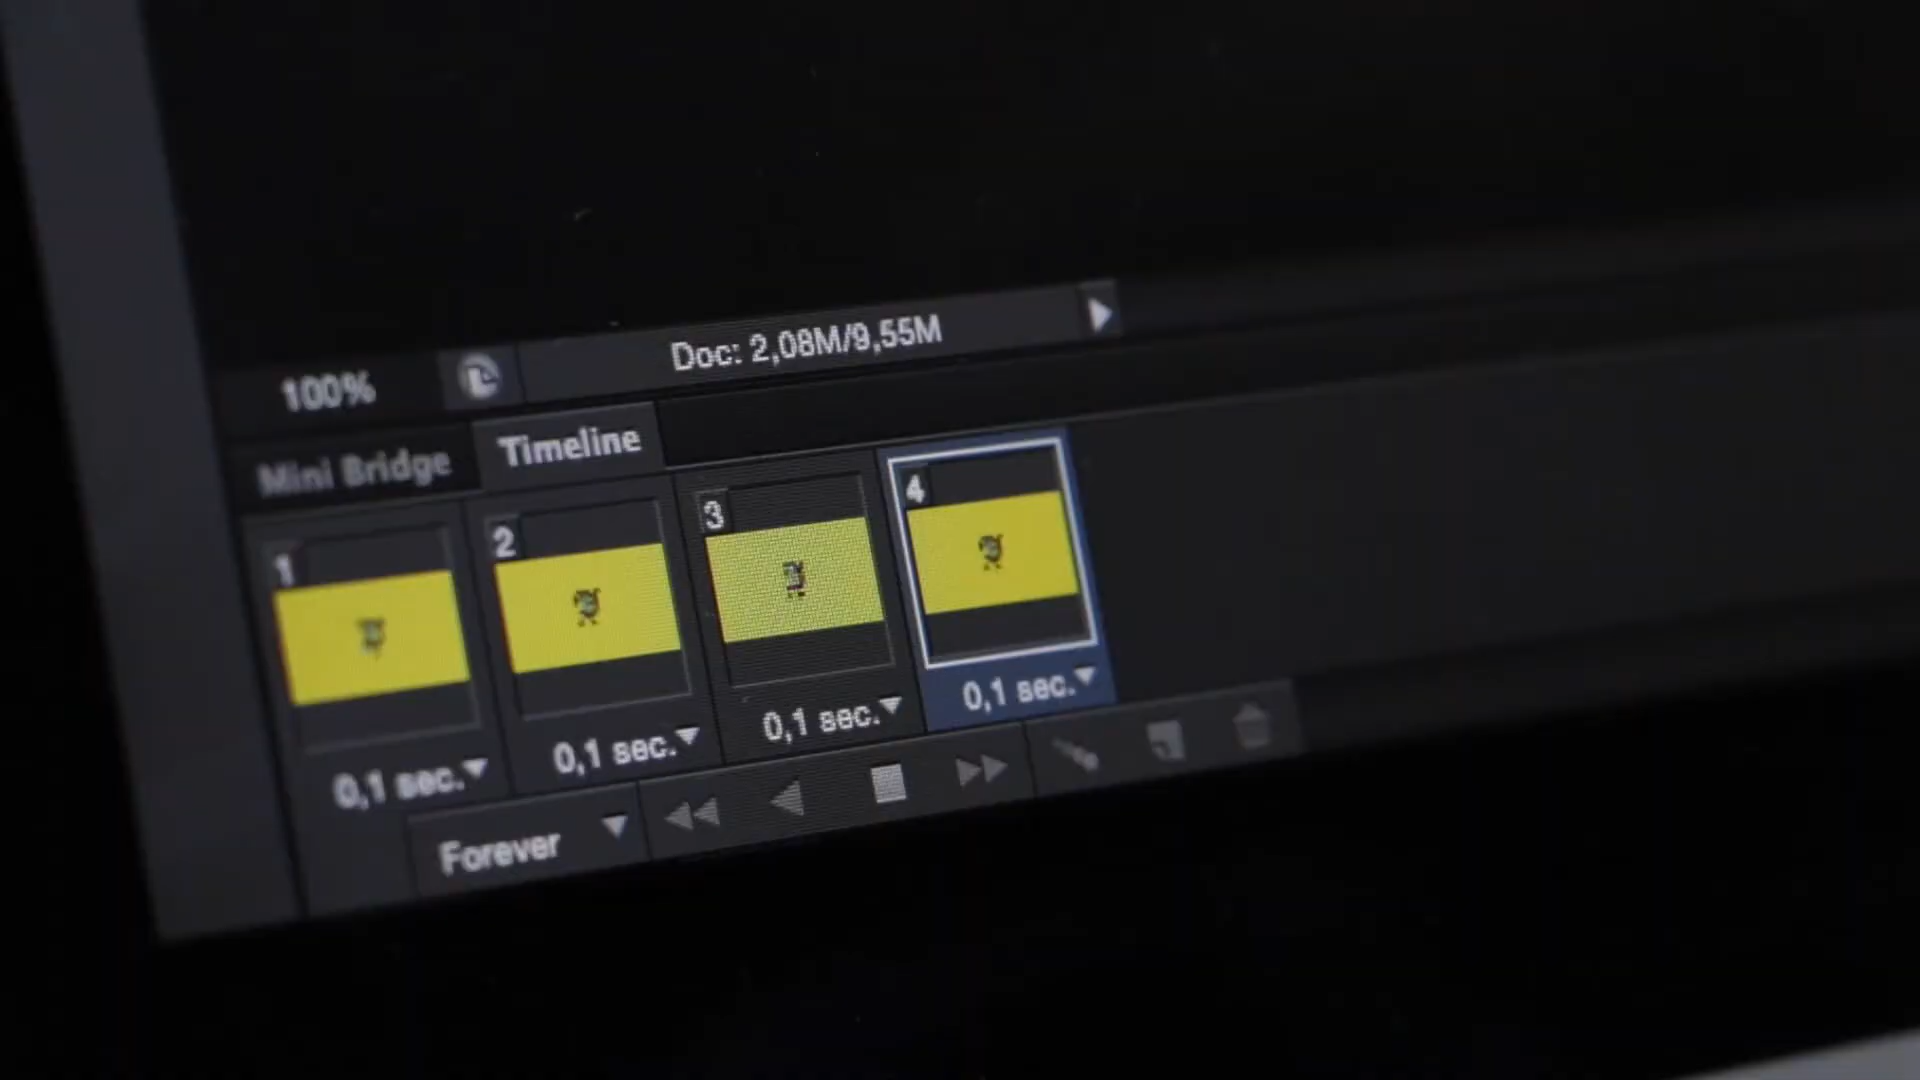 Doc: 2,08M/9,55M
100%
Mini Bridge
Timeline
1
2
3
4
0,1 sec.
0,1 sec.
0,1 sec.
0,1 sec.
Forever